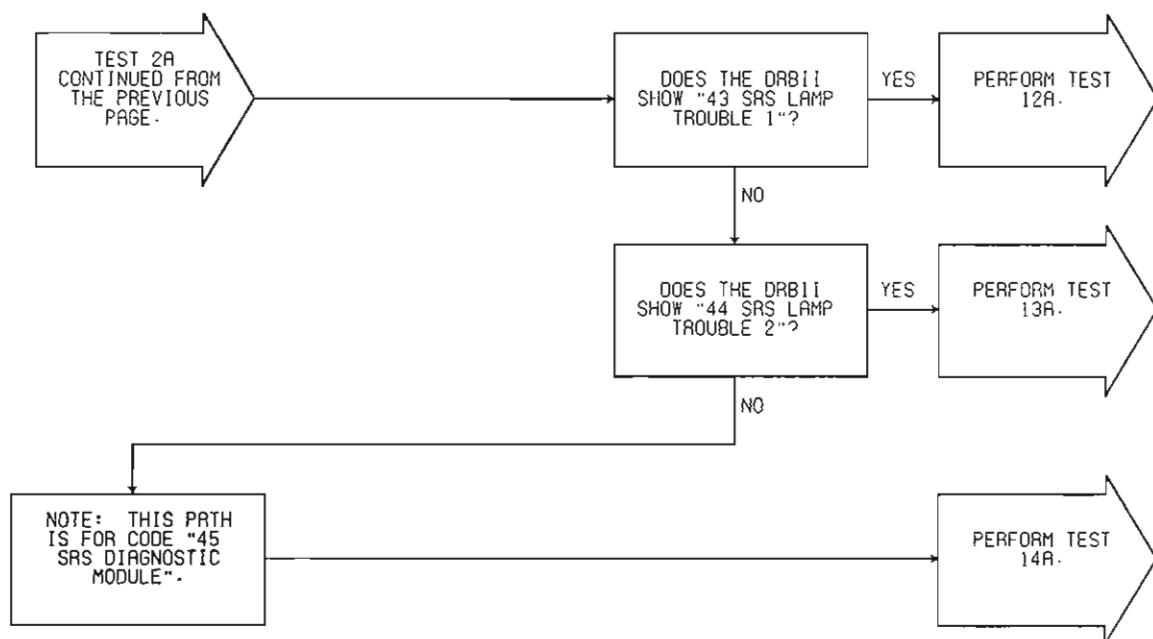 TEST 2A
CONTINUED FROM
THE PREVIOUS
PAGE.
DOES THE DRBII
SHOW "43 SRS LAMP
TROUBLE 1"?
YES
PERFORM TEST
12A.
NO
DOES THE DRBII
SHOW "44 SRS LAMP
TROUBLE 2"?
YES
PERFORM TEST
13A.
NO
NOTE: THIS PATH
IS FOR CODE "45
SRS DIAGNOSTIC
MODULE".
PERFORM TEST
14A.